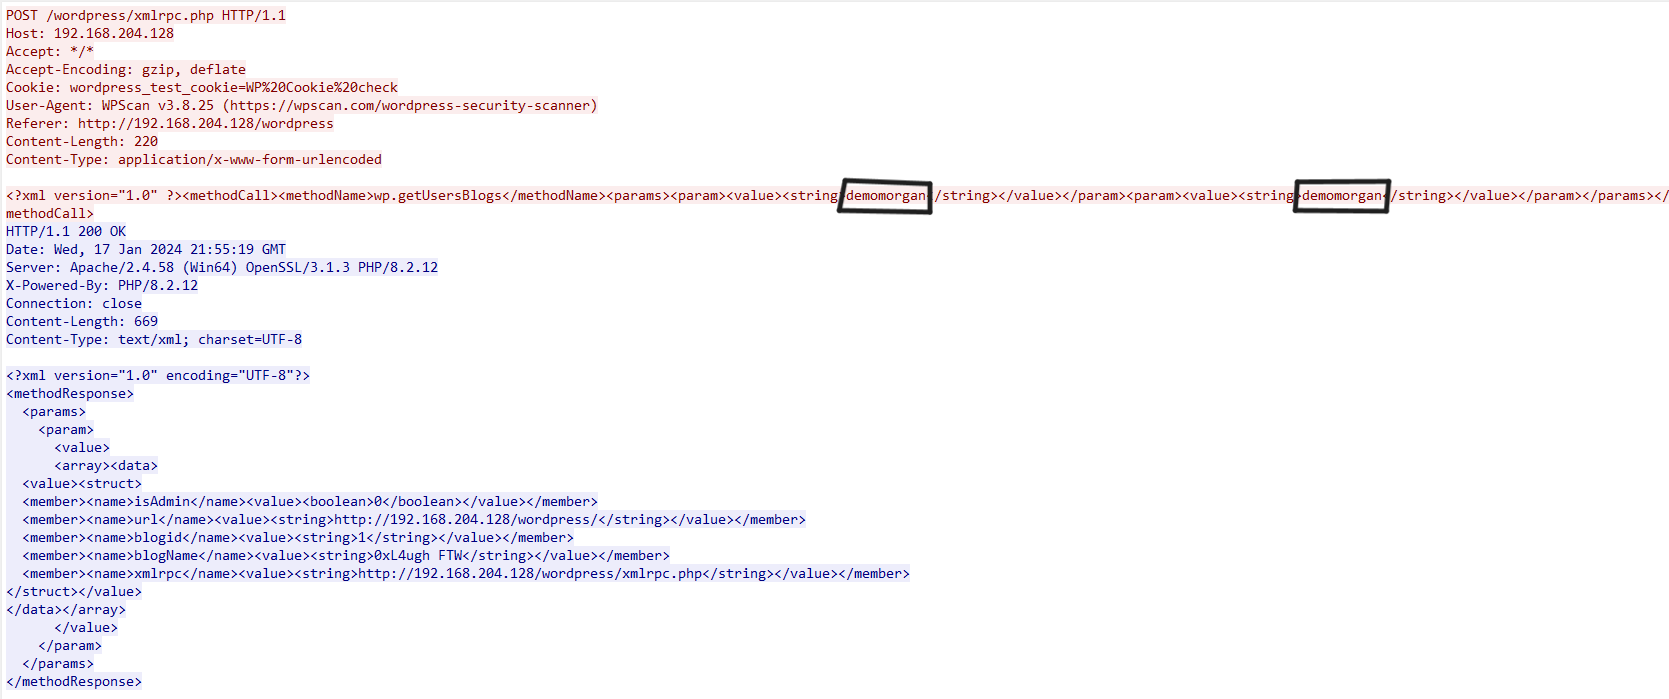 POST /wordpress/xmlrpc.php HTTP/1.1
Host: 192.168.204.128
Accept: */*
Accept-Encoding: gzip, deflate
Cookie: wordpress_test_cookie=WP%20Cookie%20check
User-Agent: WPScan v3.8.25 (https://wpscan.com/wordpress-security-scanner)
Referer: http://192.168.204.128/wordpress
Content-Length: 220
Content-Type: application/x-www-form-urlencoded
<?xml version="1.0" ?><methodCall><methodName>wp.getUsersBlogs</methodName><params><param><value><string>demomorgan</string></value></param><param><value><string>demomorgan</string></value></param></params></
methodCall>
HTTP/1.1 200 OK
Date: Wed, 17 Jan 2024 21:55:19 GMT
Server: Apache/2.4.58 (Win64) OpenSSL/3.1.3 PHP/8.2.12
X-Powered-By: PHP/8.2.12
Connection: close
Content-Length: 669
Content-Type: text/xml; charset=UTF-8
<?xml version="1.0" encoding="UTF-8"?>
<methodResponse>
  <params>
    <param>
      <value>
      <array><data>
  <value><struct>
  <member><name>isAdmin</name><value><boolean>0</boolean></value></member>
  <member><name>url</name><value><string>http://192.168.204.128/wordpress/</string></value></member>
  <member><name>blogid</name><value><string>1</string></value></member>
  <member><name>blogName</name><value><string>0xL4ugh FTW</string></value></member>
  <member><name>xmlrpc</name><value><string>http://192.168.204.128/wordpress/xmlrpc.php</string></value></member>
</struct></value>
</data></array>
      </value>
    </param>
  </params>
</methodResponse>